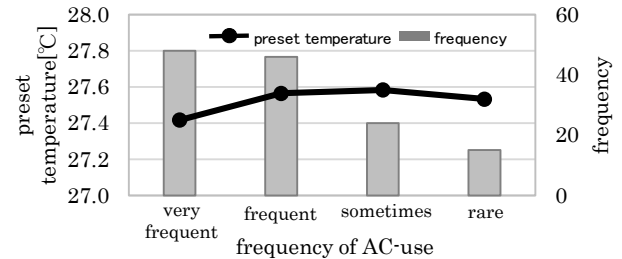 28.0
27.8
27.6
27.4
27.2
27.0
preset
temperature[℃]
preset temperature
frequency
60
40
20
0
frequency
very
frequent
frequent
sometimes
rare
frequency of AC-use